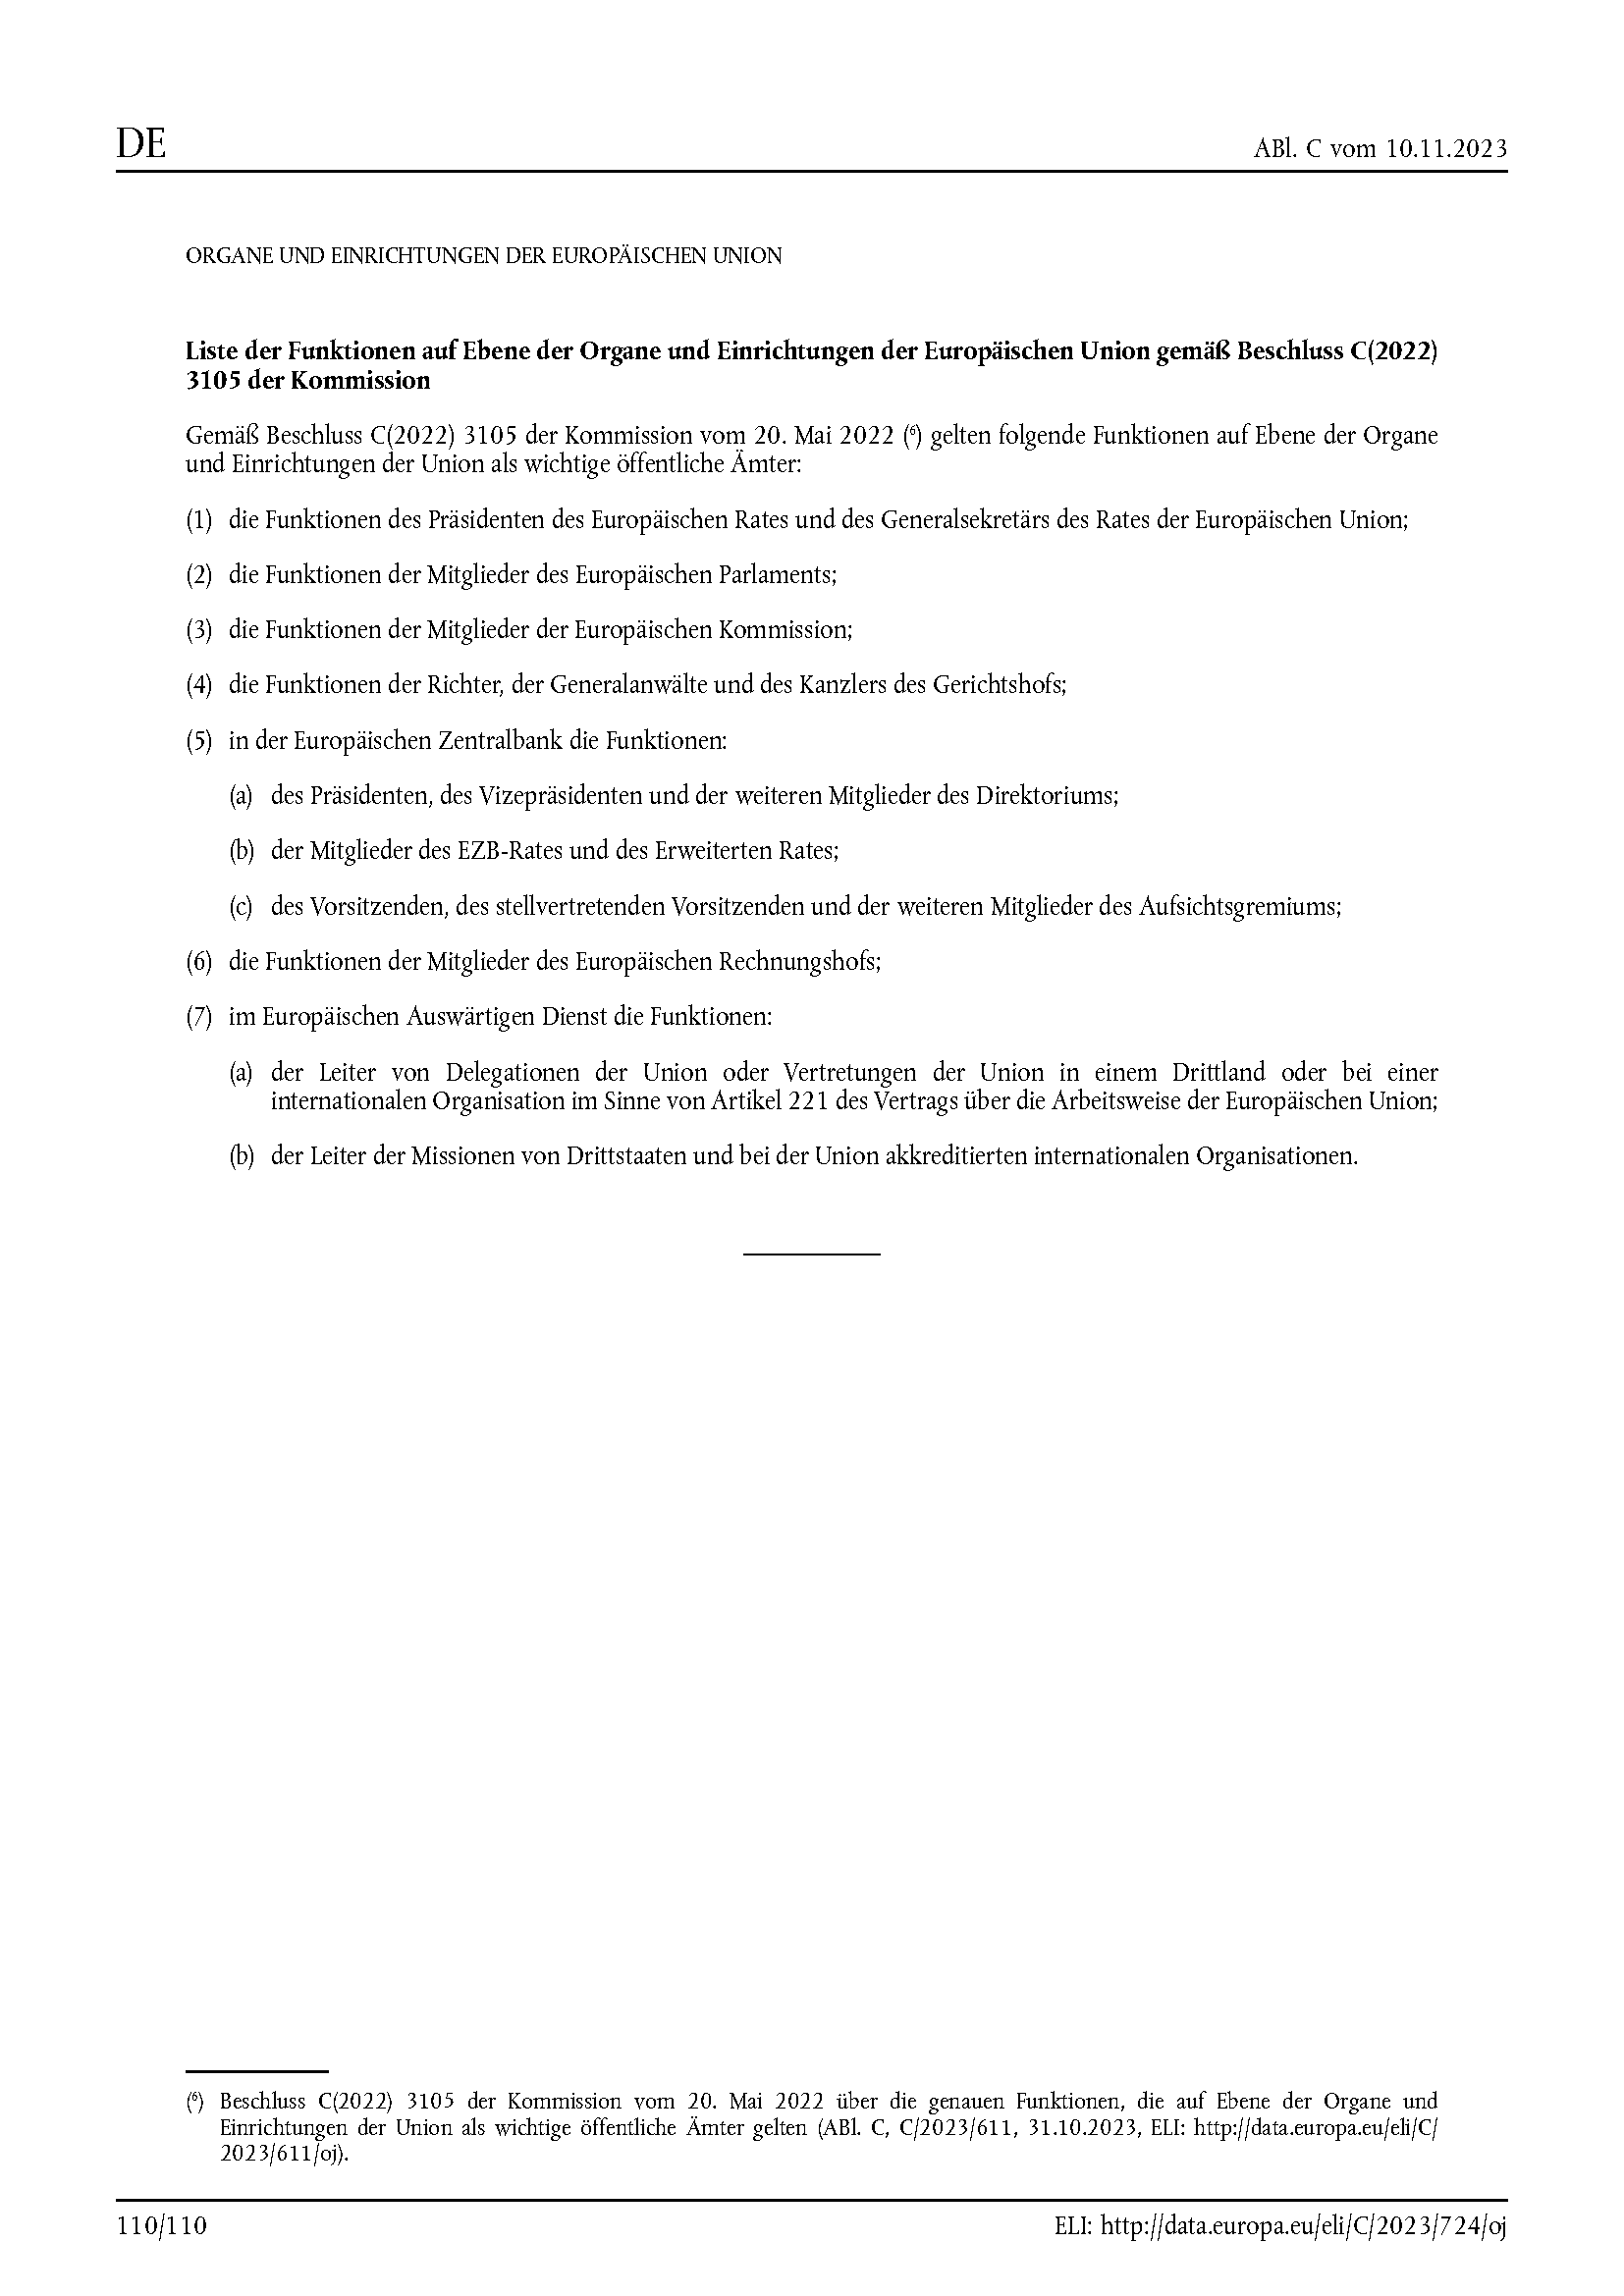 DE
ABl. C vom 10.11.2023
ORGANE UND EINRICHTUNGEN DER EUROPÄISCHEN UNION
Liste der Funktionen auf Ebene der Organe und Einrichtungen der Europäischen Union gemäß Beschluss C(2022)
3105 der Kommission
Gemäß Beschluss C(2022) 3105 der Kommission vom 20. Mai 2022 (⁶) gelten folgende Funktionen auf Ebene der Organe
und Einrichtungen der Union als wichtige öffentliche Ämter:
(1) die Funktionen des Präsidenten des Europäischen Rates und des Generalsekretärs des Rates der Europäischen Union;
(2) die Funktionen der Mitglieder des Europäischen Parlaments;
(3) die Funktionen der Mitglieder der Europäischen Kommission;
(4) die Funktionen der Richter, der Generalanwälte und des Kanzlers des Gerichtshofs;
(5) in der Europäischen Zentralbank die Funktionen:
(a) des Präsidenten, des Vizepräsidenten und der weiteren Mitglieder des Direktoriums;
(b) der Mitglieder des EZB-Rates und des Erweiterten Rates;
(c) des Vorsitzenden, des stellvertretenden Vorsitzenden und der weiteren Mitglieder des Aufsichtsgremiums;
(6) die Funktionen der Mitglieder des Europäischen Rechnungshofs;
(7) im Europäischen Auswärtigen Dienst die Funktionen:
(a) der Leiter von Delegationen der Union oder Vertretungen der Union in einem Drittland oder bei einer
internationalen Organisation im Sinne von Artikel 221 des Vertrags über die Arbeitsweise der Europäischen Union;
(b) der Leiter der Missionen von Drittstaaten und bei der Union akkreditierten internationalen Organisationen.
(⁶) Beschluss C(2022) 3105 der Kommission vom 20. Mai 2022 über die genauen Funktionen, die auf Ebene der Organe und
Einrichtungen der Union als wichtige öffentliche Ämter gelten (ABl. C, C/2023/611, 31.10.2023, ELI: http://data.europa.eu/eli/C/
2023/611/oj).
110/110
ELI: http://data.europa.eu/eli/C/2023/724/oj